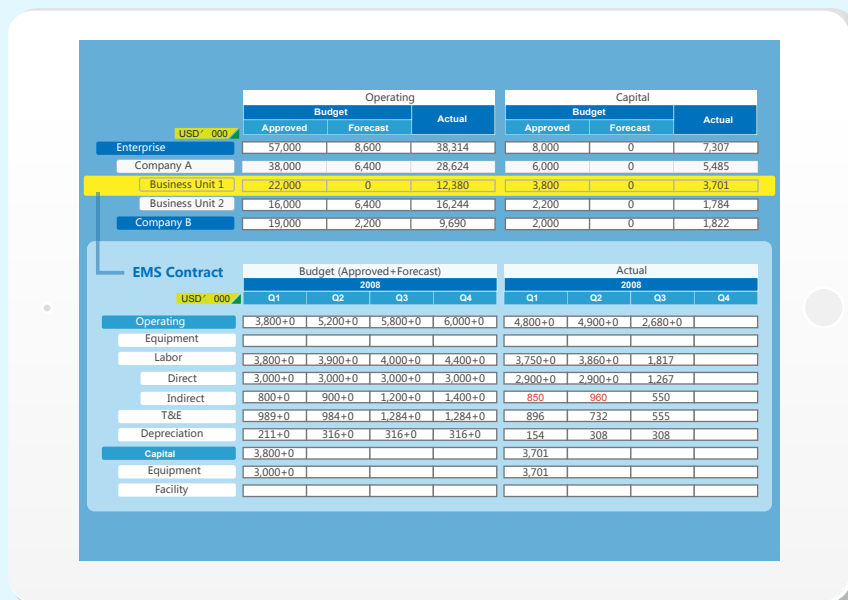 Operating Capital
Budget Actual Budget Actual
USD' 000 Approved Forecast Approved Forecast
Enterprise 57,000 8,600 38,314 8,000 0 7,307
Company A 38,000 6,400 28,624 6,000 0 5,485
Business Unit 1 22,000 0 12,380 3,800 0 3,701
Business Unit 2 16,000 6,400 16,244 2,200 0 1,784
Company B 19,000 2,200 9,690 2,000 0 1,822
EMS Contract Budget (Approved+Forecast) Actual
2008 2008
USD' 000 Q1 Q2 Q3 Q4 Q1 Q2 Q3 Q4
Operating 3,800+0 5,200+0 5,800+0 6,000+0 4,800+0 4,900+0 2,680+0
Equipment
Labor 3,800+0 3,900+0 4,000+0 4,400+0 3,750+0 3,860+0 1,817
Direct 3,000+0 3,000+0 3,000+0 3,000+0 2,900+0 2,900+0 1,267
Indirect 800+0 900+0 1,200+0 1,400+0 850 960 550
T&E 989+0 984+0 1,284+0 1,284+0 896 732 555
Depreciation 211+0 316+0 316+0 316+0 154 308 308
Capital 3,800+0 3,701
Equipment 3,000+0 3,701
Facility